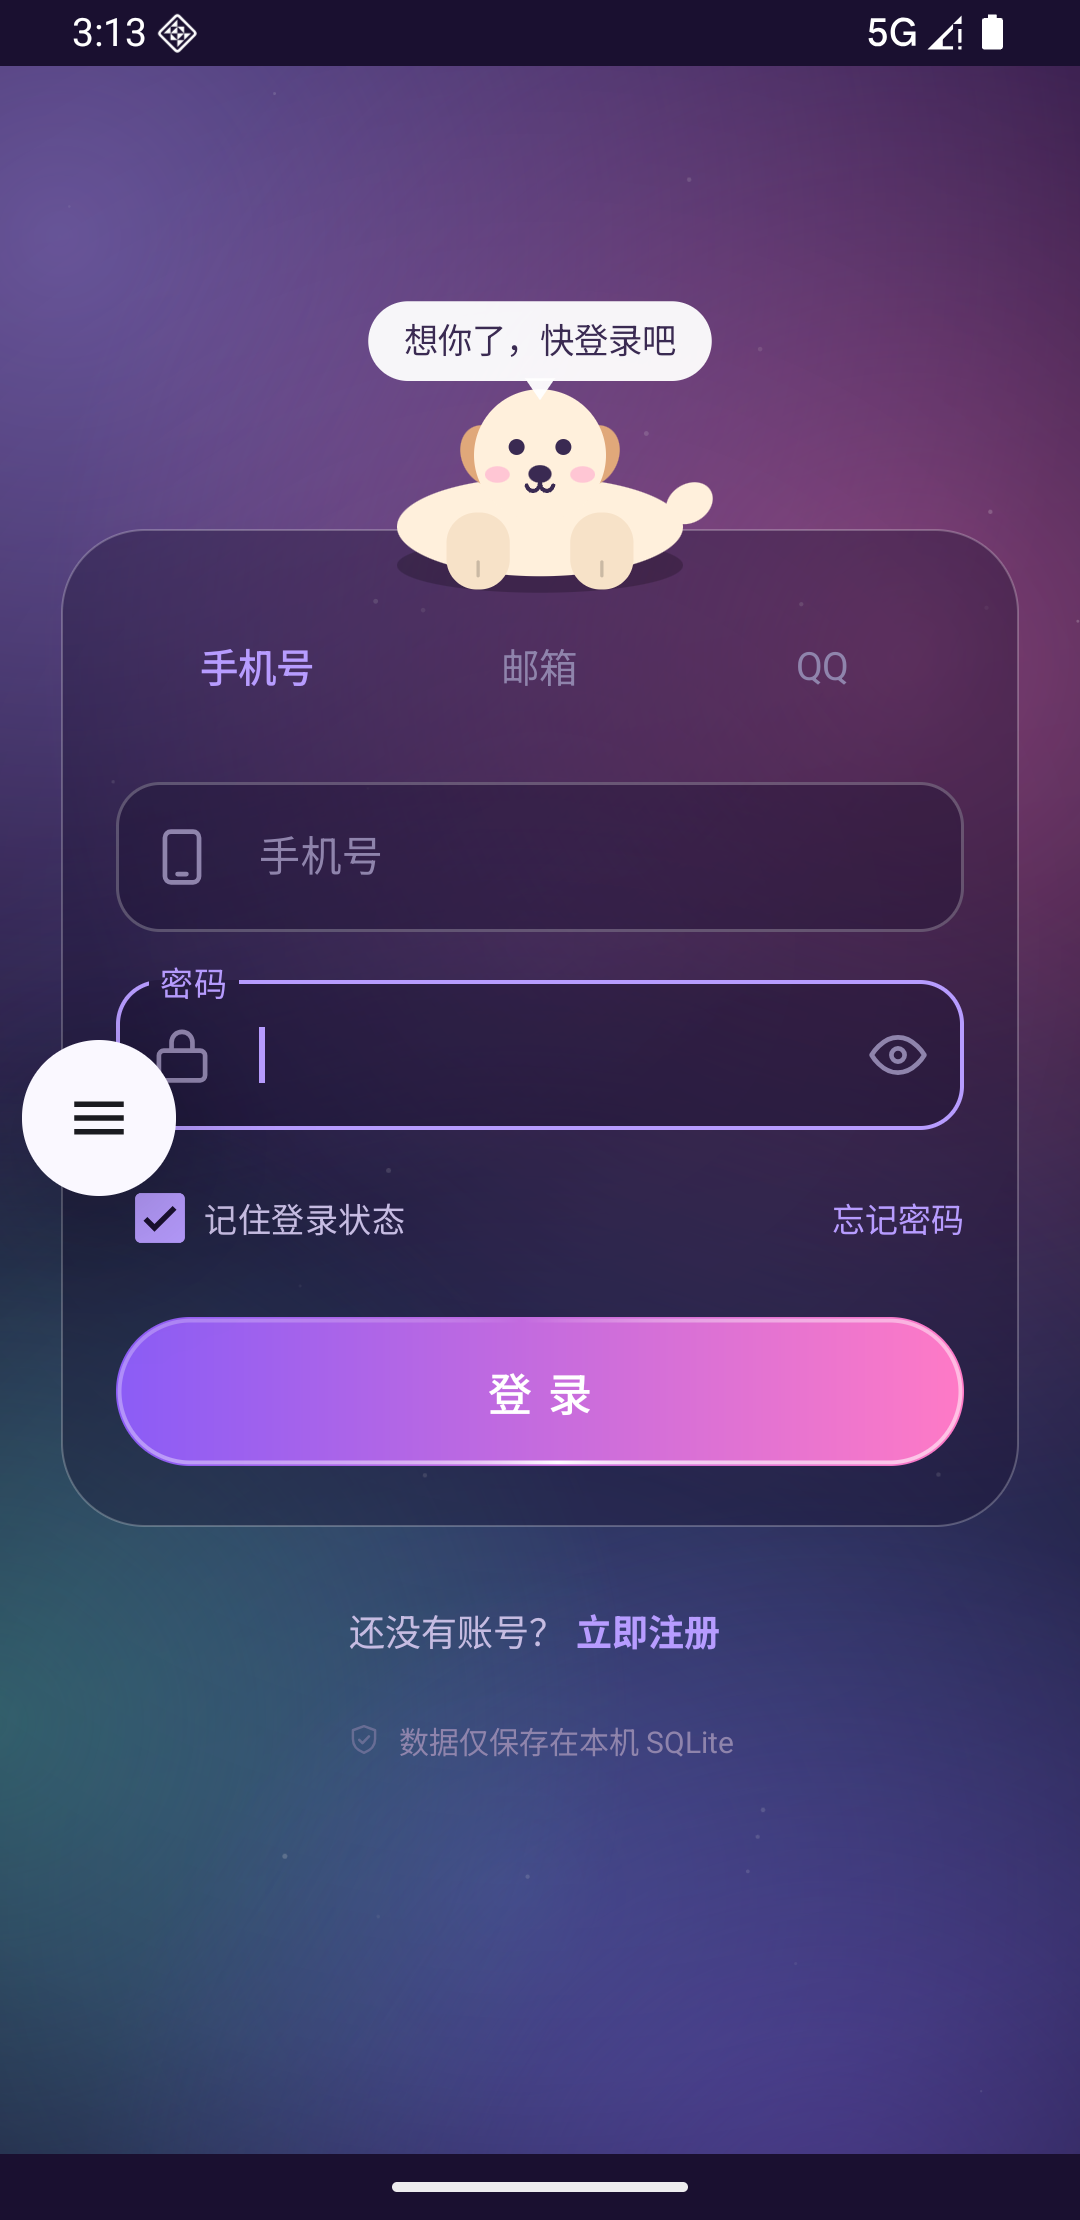 3:13
5G
想你了，快登录吧
手机号 邮箱 QQ
手机号
密码
记住登录状态 忘记密码
登 录
还没有账号？ 立即注册
数据仅保存在本机 SQLite